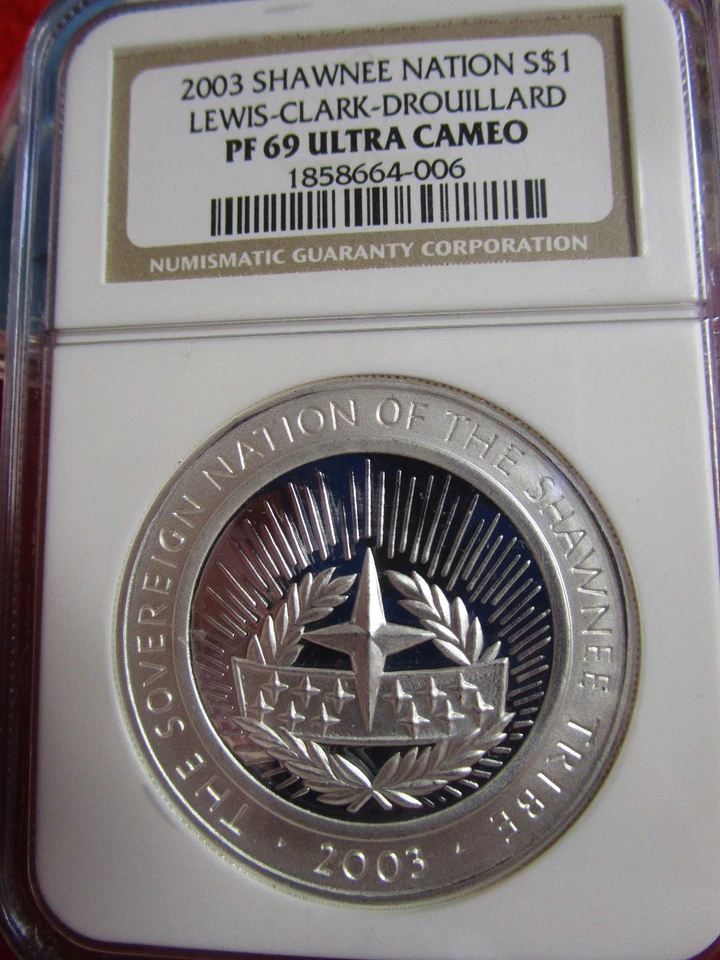 2003 SHAWNEE NATION S$1
LEWIS-CLARK-DROUILLARD
PF 69 ULTRA CAMEO
1858664-006
NUMISMATIC GUARANTY CORPORATION
THE SOVEREIGN NATION OF THE SHAWNEE TRIBE
· 2003 ·